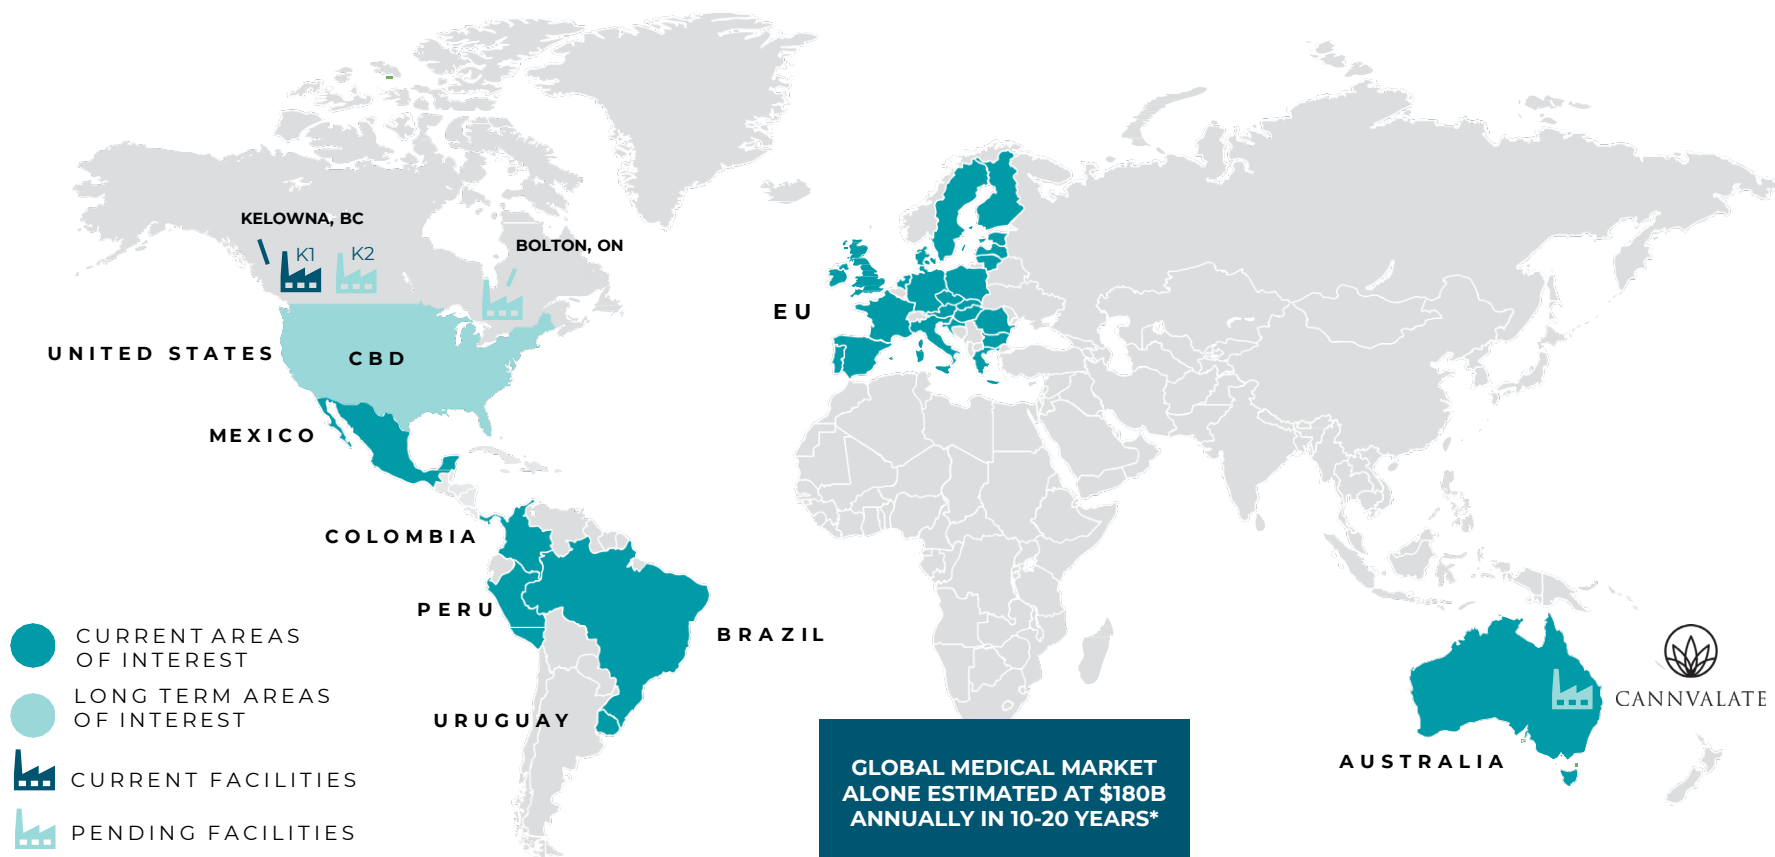 KELOWNA, BC
K1
K2
BOLTON, ON
EU
UNITED STATES
CBD
MEXICO
COLOMBIA
PERU
BRAZIL
URUGUAY
CANNVALATE
AUSTRALIA
CURRENT AREAS
OF INTEREST
LONG TERM AREAS
OF INTEREST
CURRENT FACILITIES
PENDING FACILITIES
GLOBAL MEDICAL MARKET
ALONE ESTIMATED AT $180B
ANNUALLY IN 10-20 YEARS*